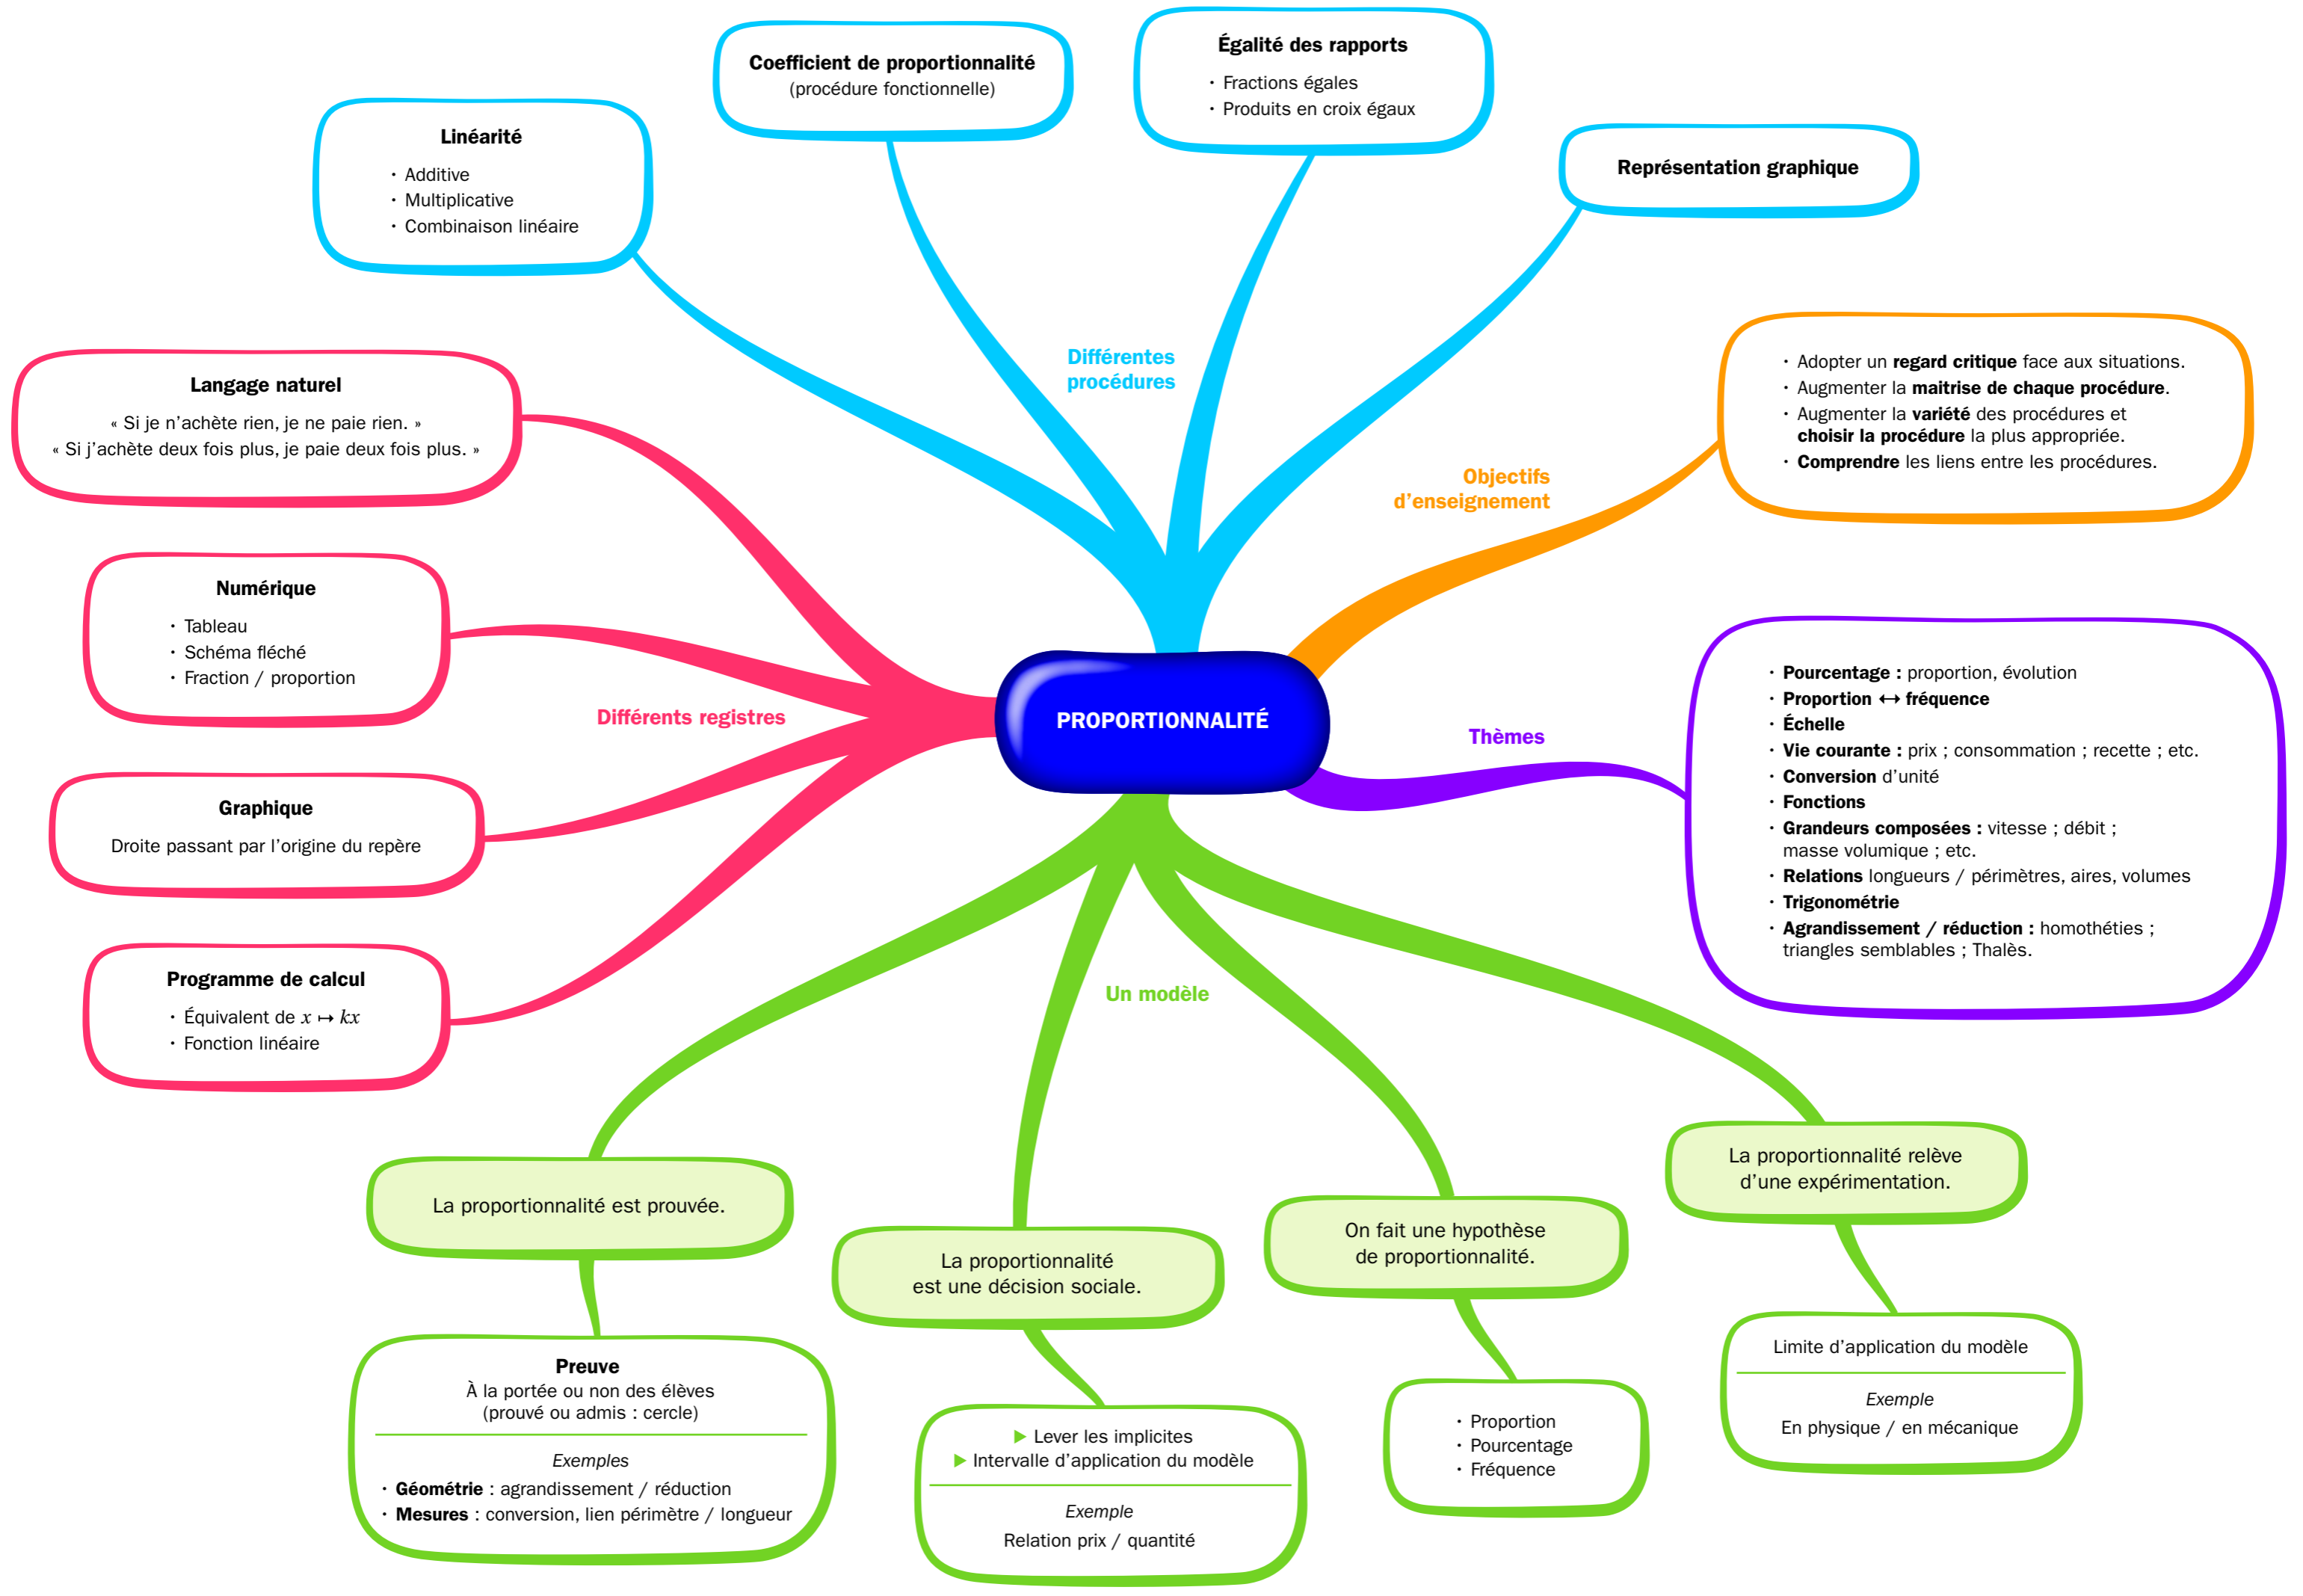 Coefficient de proportionnalité
(procédure fonctionnelle)
Égalité des rapports
· Fractions égales
· Produits en croix égaux
Linéarité
· Additive
· Multiplicative
· Combinaison linéaire
Représentation graphique
Différentes
procédures
Langage naturel
« Si je n’achète rien, je ne paie rien. »
« Si j’achète deux fois plus, je paie deux fois plus. »
Numérique
· Tableau
· Schéma fléché
· Fraction / proportion
Différents registres
Graphique
Droite passant par l’origine du repère
Programme de calcul
· Équivalent de x ↦ kx
· Fonction linéaire
PROPORTIONNALITÉ
Objectifs
d’enseignement
· Adopter un regard critique face aux situations.
· Augmenter la maitrise de chaque procédure.
· Augmenter la variété des procédures et
choisir la procédure la plus appropriée.
· Comprendre les liens entre les procédures.
Thèmes
· Pourcentage : proportion, évolution
· Proportion ↔ fréquence
· Échelle
· Vie courante : prix ; consommation ; recette ; etc.
· Conversion d’unité
· Fonctions
· Grandeurs composées : vitesse ; débit ;
masse volumique ; etc.
· Relations longueurs / périmètres, aires, volumes
· Trigonométrie
· Agrandissement / réduction : homothéties ;
triangles semblables ; Thalès.
Un modèle
La proportionnalité est prouvée.
Preuve
À la portée ou non des élèves
(prouvé ou admis : cercle)
Exemples
· Géométrie : agrandissement / réduction
· Mesures : conversion, lien périmètre / longueur
La proportionnalité
est une décision sociale.
▶ Lever les implicites
▶ Intervalle d’application du modèle
Exemple
Relation prix / quantité
On fait une hypothèse
de proportionnalité.
· Proportion
· Pourcentage
· Fréquence
La proportionnalité relève
d’une expérimentation.
Limite d’application du modèle
Exemple
En physique / en mécanique